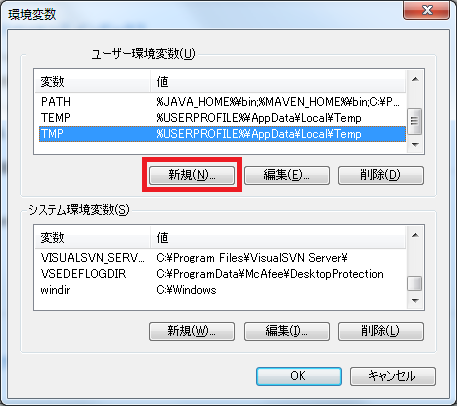 環境変数
ユーザー環境変数(U)
変数 値
PATH %JAVA_HOME%¥bin;%MAVEN_HOME%¥bin;C:¥P...
TEMP %USERPROFILE%¥AppData¥Local¥Temp
TMP %USERPROFILE%¥AppData¥Local¥Temp
新規(N)... 編集(E)... 削除(D)
システム環境変数(S)
変数 値
VISUALSVN_SERV... C:¥Program Files¥VisualSVN Server¥
VSEDEFLOGDIR C:¥ProgramData¥McAfee¥DesktopProtection
windir C:¥Windows
新規(W)... 編集(I)... 削除(L)
OK キャンセル